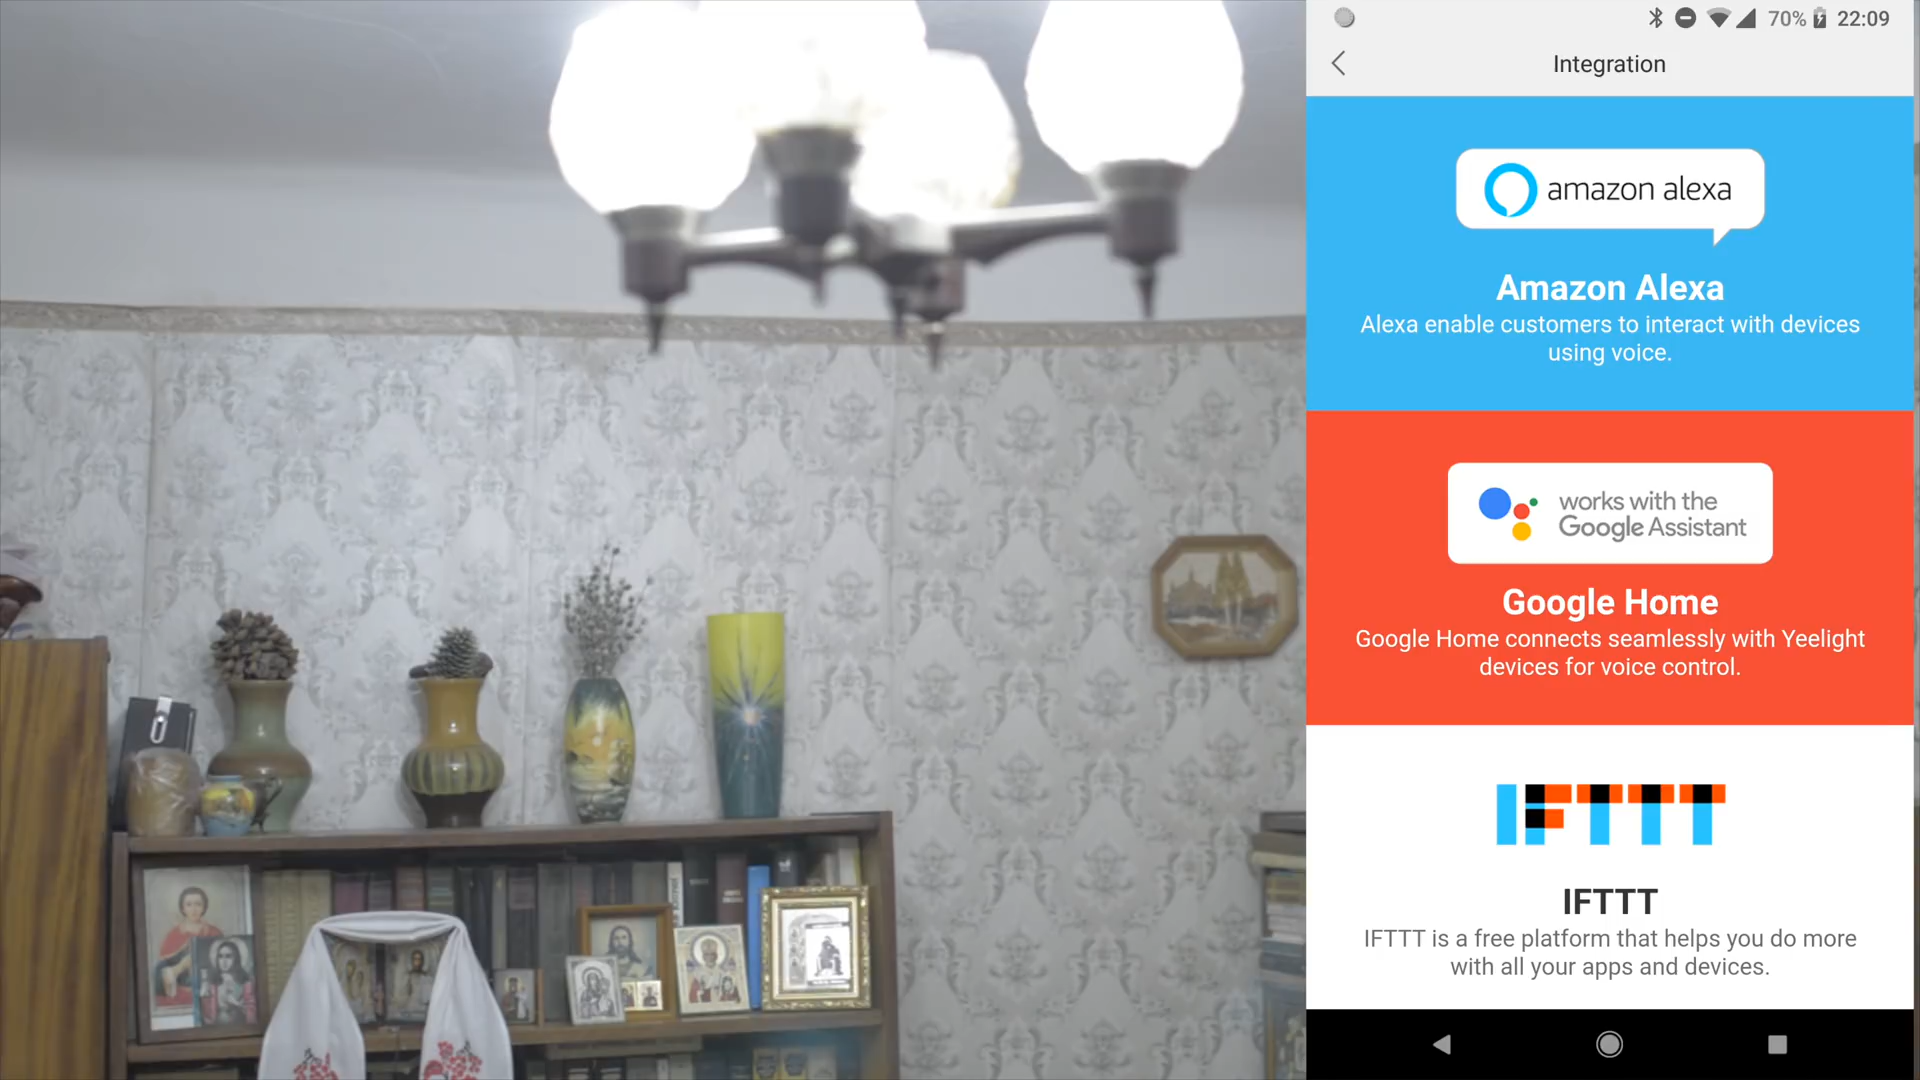 70%
22:09
Integration
amazon alexa
Amazon Alexa
Alexa enable customers to interact with devices
using voice.
works with the
Google Assistant
Google Home
Google Home connects seamlessly with Yeelight
devices for voice control.
IFTTT
IFTTT
IFTTT is a free platform that helps you do more
with all your apps and devices.